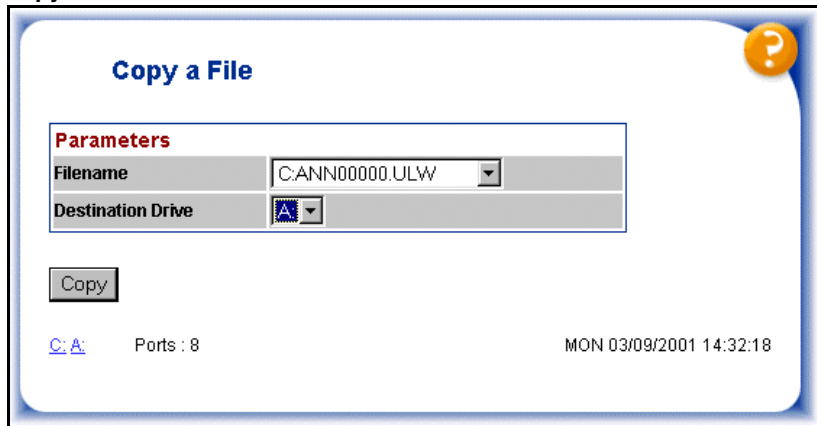 Copy a File
?
Parameters
Filename C:ANN00000.ULW
Destination Drive A:
Copy
C: A: Ports : 8 MON 03/09/2001 14:32:18